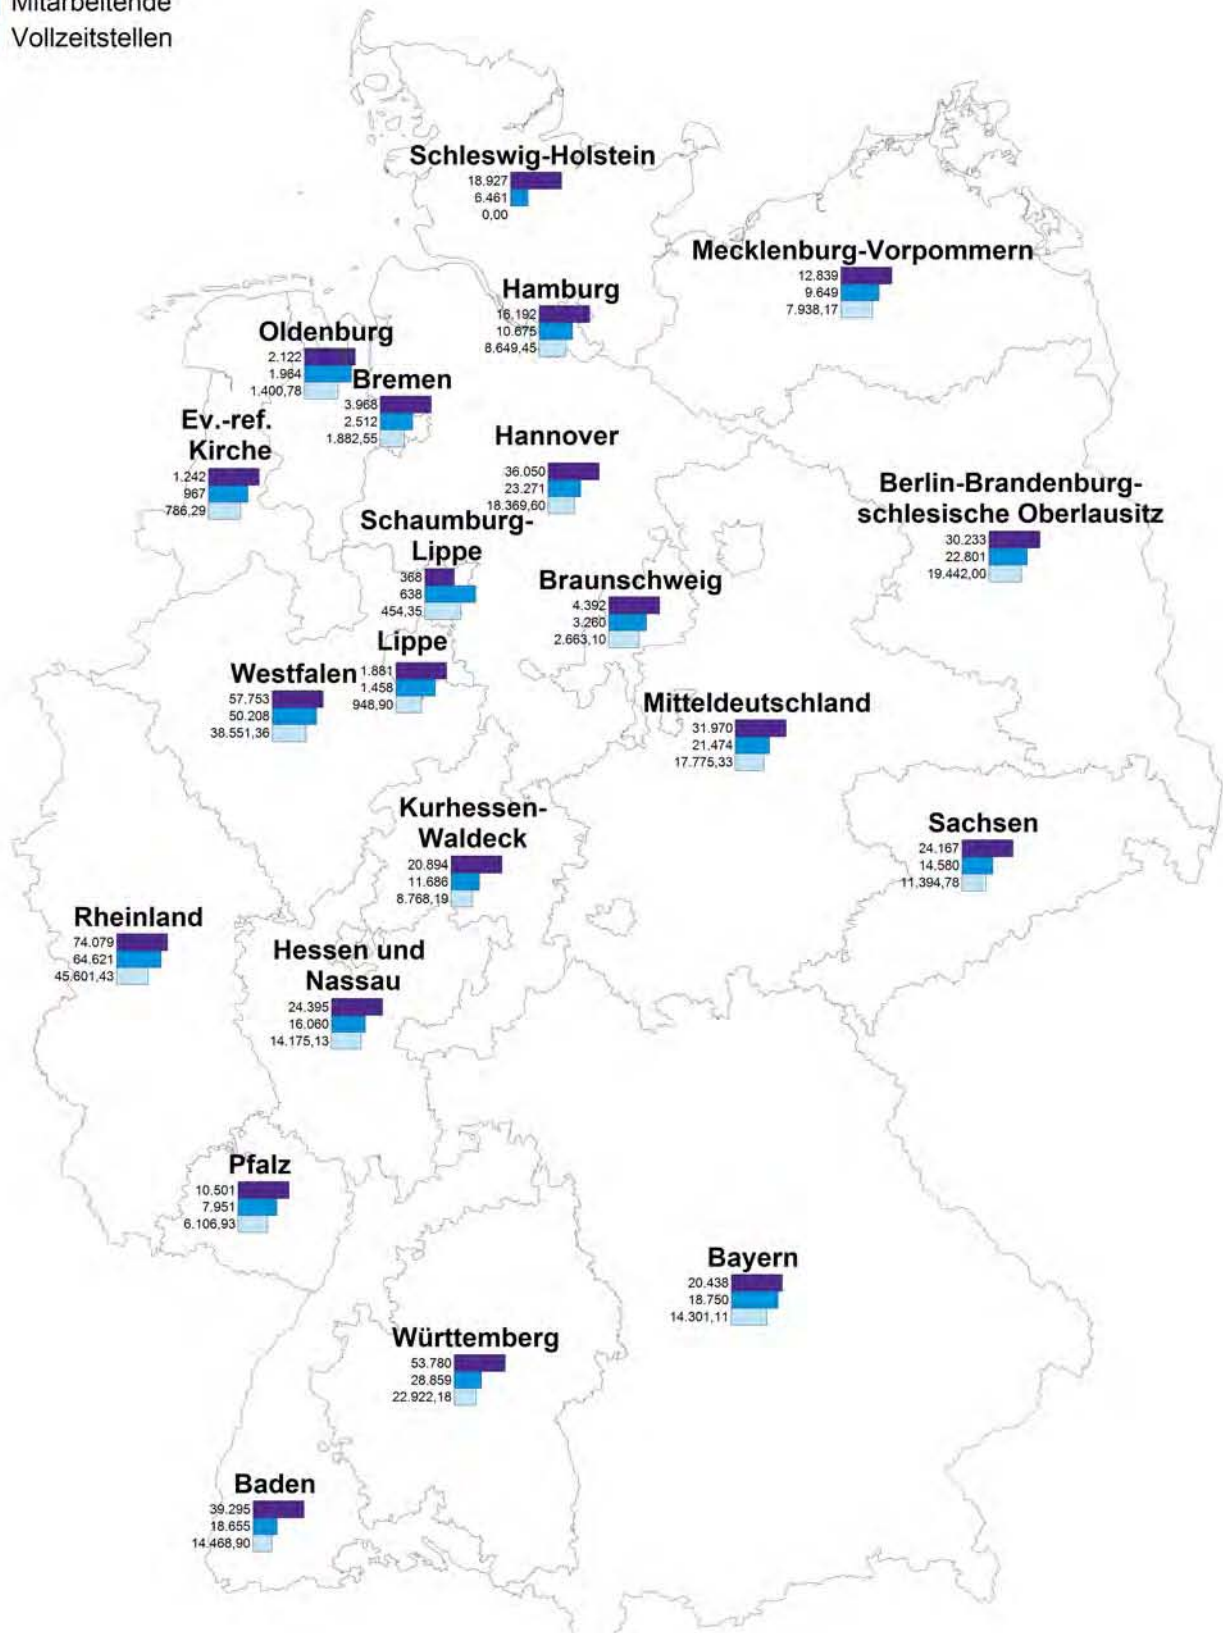 Mitarbeitende
Vollzeitstellen
Schleswig-Holstein
18.927
6.461
0,00
Mecklenburg-Vorpommern
12.839
9.649
7.938,17
Hamburg
16.192
10.675
8.649,45
Oldenburg
2.122
1.964
1.400,78
Bremen
3.968
2.512
1.882,55
Ev.-ref.
Kirche
1.242
967
786,29
Hannover
36.050
23.271
18.369,60
Berlin-Brandenburg-
schlesische Oberlausitz
30.233
22.801
19.442,00
Schaumburg-
Lippe
368
638
454,35
Braunschweig
4.392
3.260
2.663,10
Lippe
1.881
1.458
948,90
Westfalen
57.753
50.208
38.551,36
Mitteldeutschland
31.970
21.474
17.775,33
Kurhessen-
Waldeck
20.894
11.686
8.768,19
Sachsen
24.167
14.580
11.394,78
Rheinland
74.079
64.621
45.601,43
Hessen und
Nassau
24.395
16.060
14.175,13
Pfalz
10.501
7.951
6.106,93
Bayern
20.438
18.750
14.301,11
Württemberg
53.780
28.859
22.922,18
Baden
39.295
18.655
14.468,90